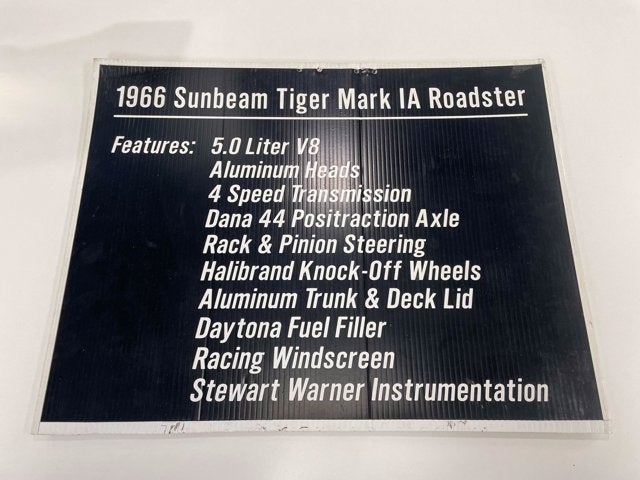 1966 Sunbeam Tiger Mark IA Roadster
Features: 5.0 Liter V8
Aluminum Heads
4 Speed Transmission
Dana 44 Positraction Axle
Rack & Pinion Steering
Halibrand Knock-Off Wheels
Aluminum Trunk & Deck Lid
Daytona Fuel Filler
Racing Windscreen
Stewart Warner Instrumentation